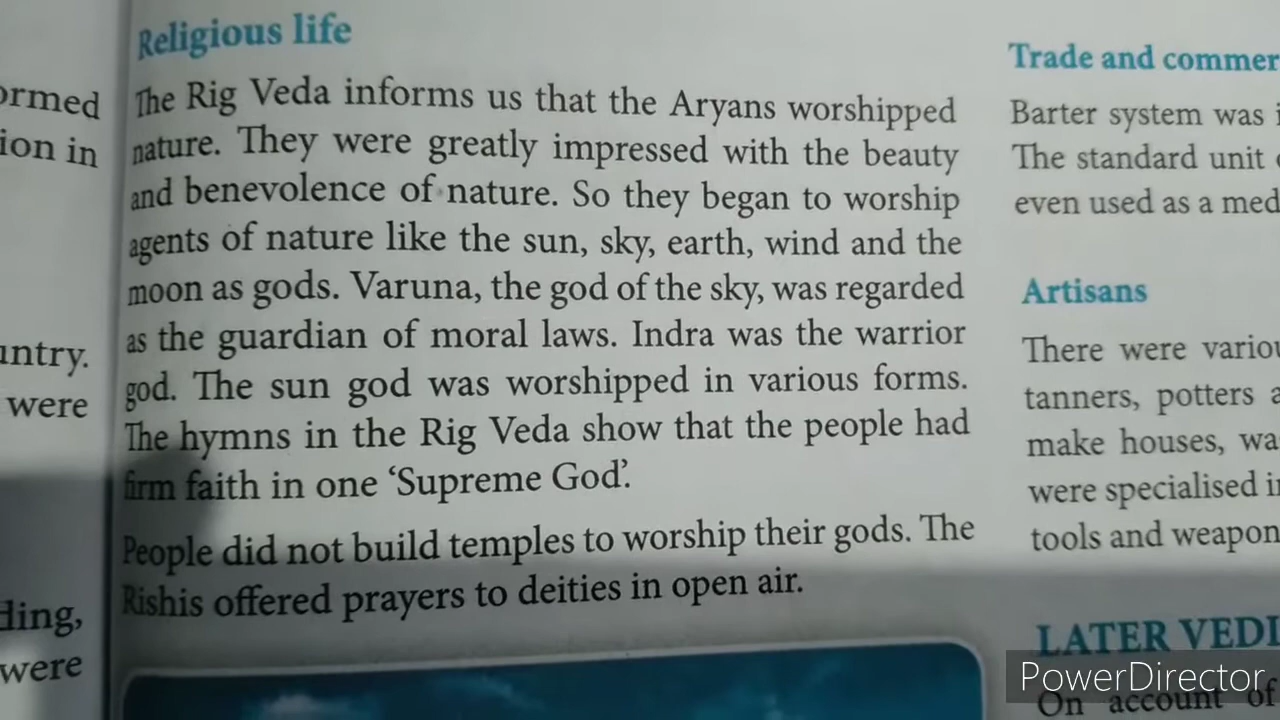 ormed
ion in
untry.
were
ding,
were
Religious life
The Rig Veda informs us that the Aryans worshipped
nature. They were greatly impressed with the beauty
and benevolence of nature. So they began to worship
agents of nature like the sun, sky, earth, wind and the
moon as gods. Varuna, the god of the sky, was regarded
as the guardian of moral laws. Indra was the warrior
god. The sun god was worshipped in various forms.
The hymns in the Rig Veda show that the people had
firm faith in one ‘Supreme God’.
People did not build temples to worship their gods. The
Rishis offered prayers to deities in open air.
Trade and commer
Barter system was i
The standard unit
even used as a med
Artisans
There were variou
tanners, potters a
make houses, wa
were specialised in
tools and weapon
LATER VEDI
On account of
PowerDirector